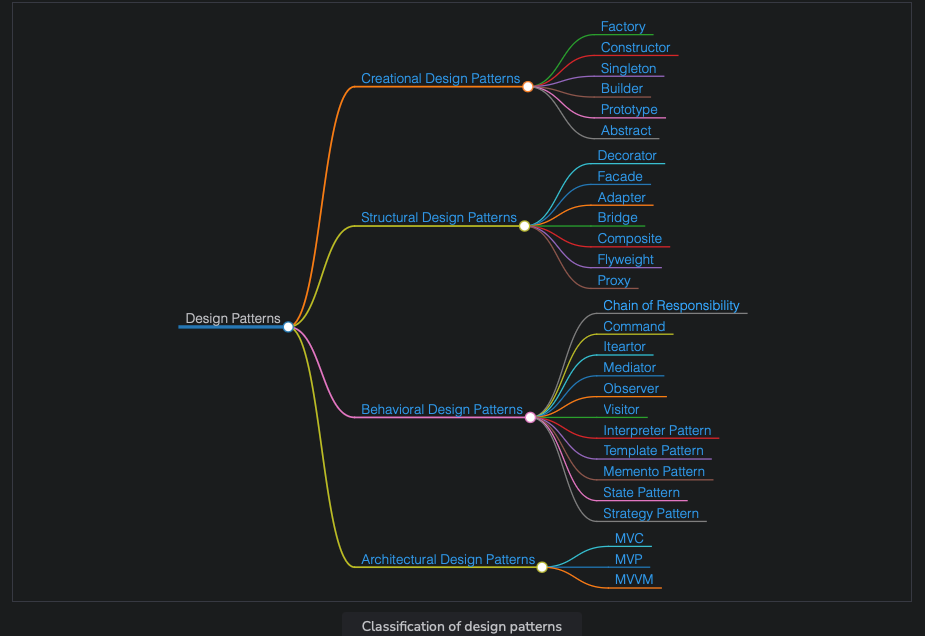 Design Patterns
Creational Design Patterns
Factory
Constructor
Singleton
Builder
Prototype
Abstract
Structural Design Patterns
Decorator
Facade
Adapter
Bridge
Composite
Flyweight
Proxy
Behavioral Design Patterns
Chain of Responsibility
Command
Iteartor
Mediator
Observer
Visitor
Interpreter Pattern
Template Pattern
Memento Pattern
State Pattern
Strategy Pattern
Architectural Design Patterns
MVC
MVP
MVVM
Classification of design patterns